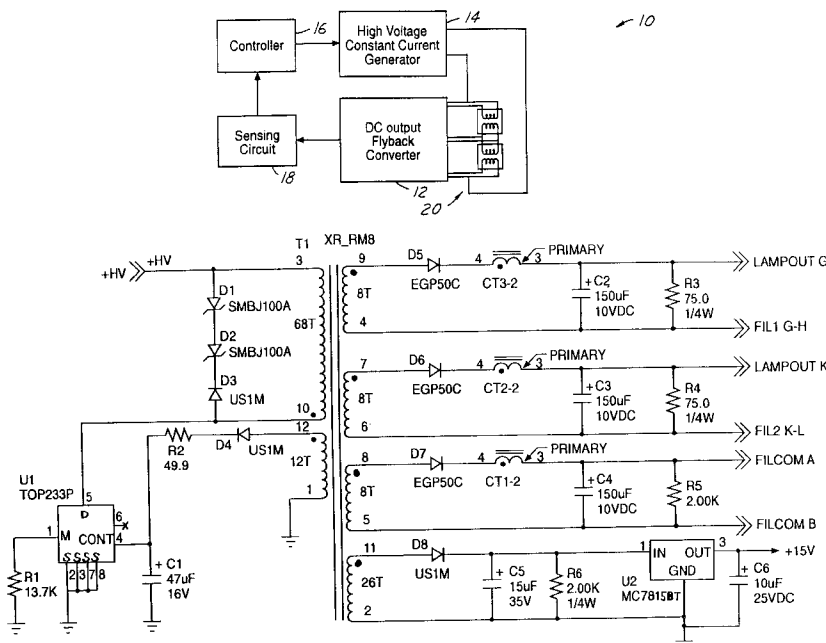 16
14
10
Controller
High Voltage
Constant Current
Generator
Sensing
Circuit
DC output
Flyback
Converter
18
12
20
T1
XR_RM8
+HV
+HV
3
D1
SMBJ100A
D2
SMBJ100A
D3
US1M
68T
10
12
R2
49.9
D4
US1M
12T
1
U1
TOP233P
5
D
6
1
M
CONT
4
S S S S
2 3 7 8
R1
13.7K
+ C1
47uF
16V
9
D5
EGP50C
4
3
PRIMARY
CT3-2
8T
4
+ C2
150uF
10VDC
R3
75.0
1/4W
LAMPOUT G
FIL1 G-H
7
D6
EGP50C
4
3
PRIMARY
CT2-2
8T
6
+ C3
150uF
10VDC
R4
75.0
1/4W
LAMPOUT K
FIL2 K-L
8
D7
EGP50C
4
3
PRIMARY
CT1-2
8T
5
+ C4
150uF
10VDC
R5
2.00K
FILCOM A
FILCOM B
11
D8
US1M
26T
2
+ C5
15uF
35V
R6
2.00K
1/4W
1
IN
OUT
3
GND
U2
MC7815BT
+15V
+ C6
10uF
25VDC